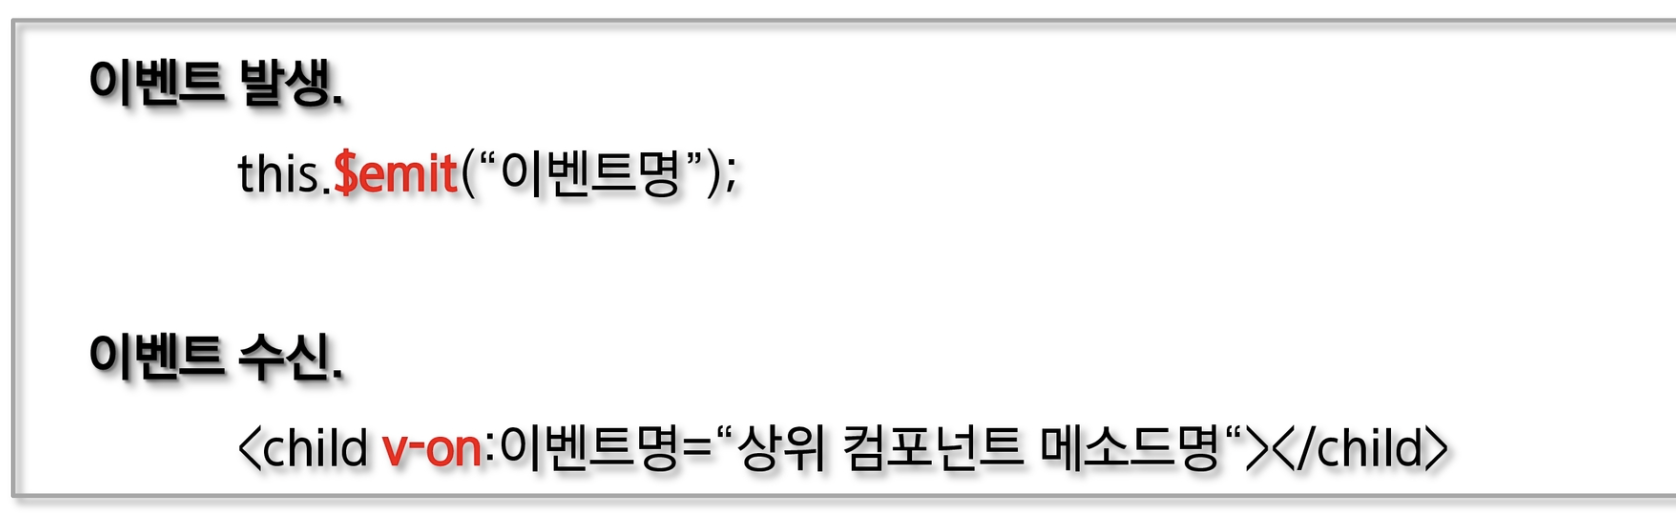 이벤트 발생.
this.$emit(“이벤트명”);
이벤트 수신.
<child v-on:이벤트명=“상위 컴포넌트 메소드명“></child>